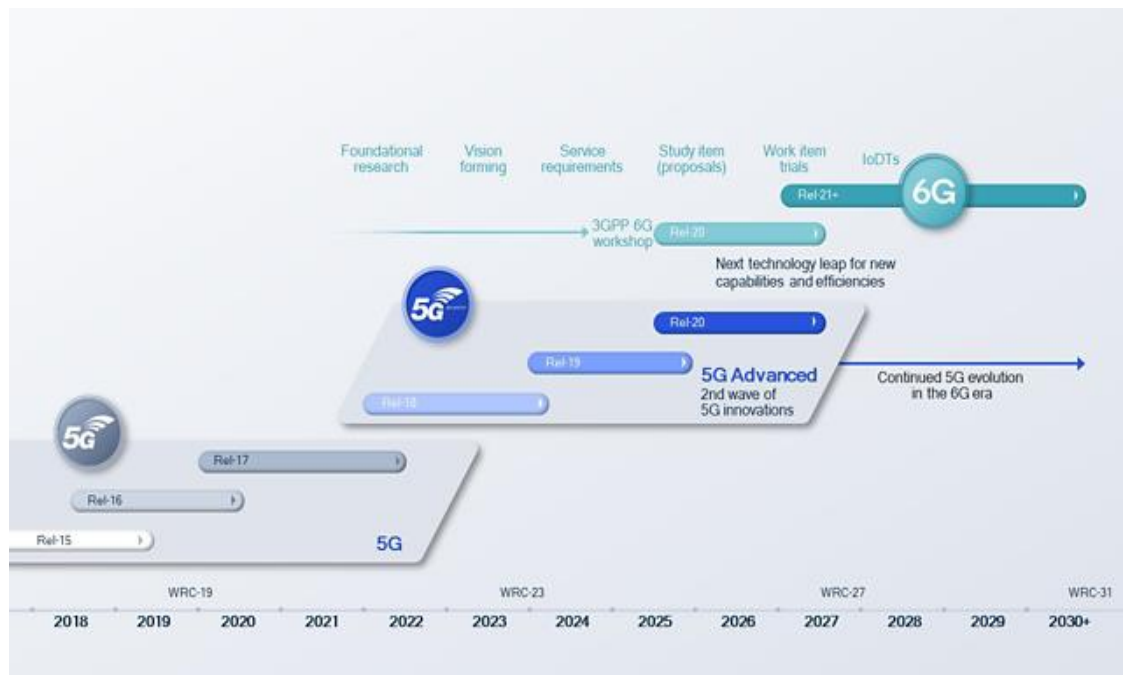 Foundational
research
Vision
forming
Service
requirements
Study item
(proposals)
Work item
trials
IoDTs
6G
Rel-21+
3GPP 6G
workshop
Rel-20
Next technology leap for new
capabilities and efficiencies
5G
Rel-20
Rel-19
5G Advanced
2nd wave of
5G innovations
Continued 5G evolution
in the 6G era
Rel-18
5G
Rel-17
Rel-16
Rel-15
5G
WRC-19
WRC-23
WRC-27
WRC-31
2018
2019
2020
2021
2022
2023
2024
2025
2026
2027
2028
2029
2030+